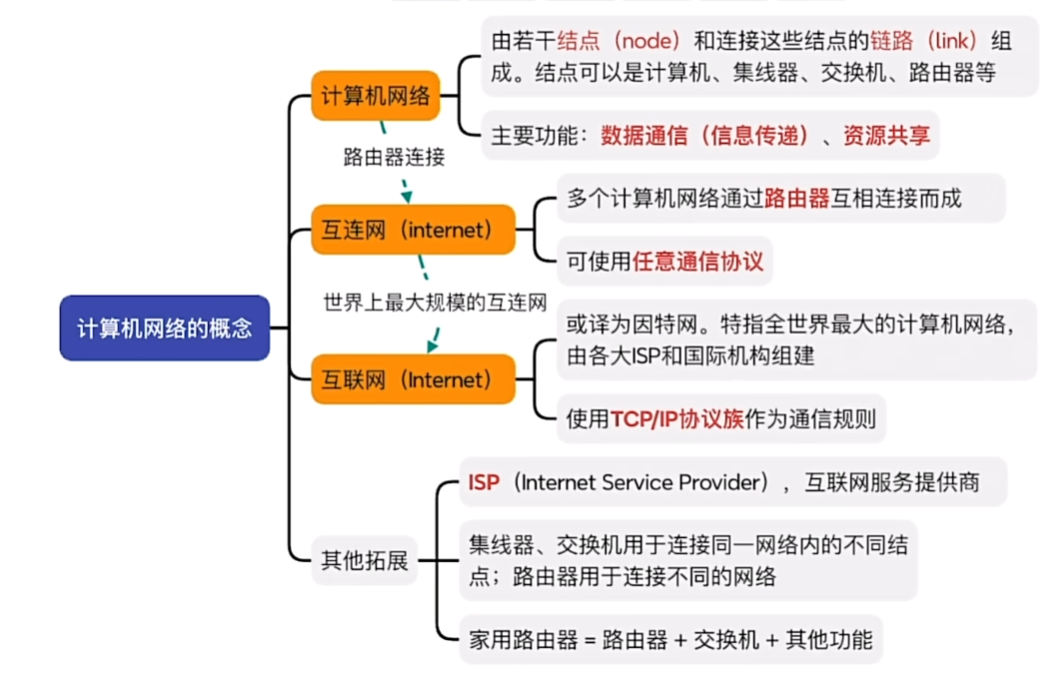 由若干结点（node）和连接这些结点的链路（link）组
成。结点可以是计算机、集线器、交换机、路由器等
计算机网络
主要功能：数据通信（信息传递）、资源共享
路由器连接
多个计算机网络通过路由器互相连接而成
互连网（internet）
可使用任意通信协议
世界上最大规模的互连网
计算机网络的概念
或译为因特网。特指全世界最大的计算机网络，
由各大ISP和国际机构组建
互联网（Internet）
使用TCP/IP协议族作为通信规则
ISP（Internet Service Provider），互联网服务提供商
其他拓展
集线器、交换机用于连接同一网络内的不同结
点；路由器用于连接不同的网络
家用路由器 = 路由器 + 交换机 + 其他功能